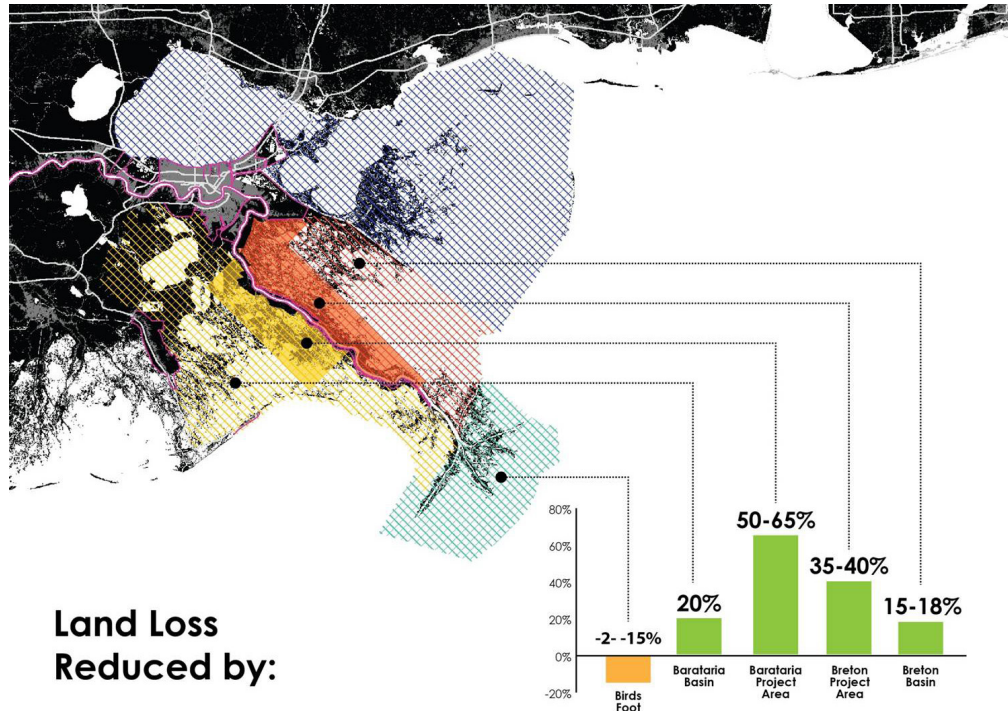 Land Loss
Reduced by:
80%
60%
40%
20%
0%
-20%
-2- -15%
20%
50-65%
35-40%
15-18%
Birds
Foot
Barataria
Basin
Barataria
Project
Area
Breton
Project
Area
Breton
Basin